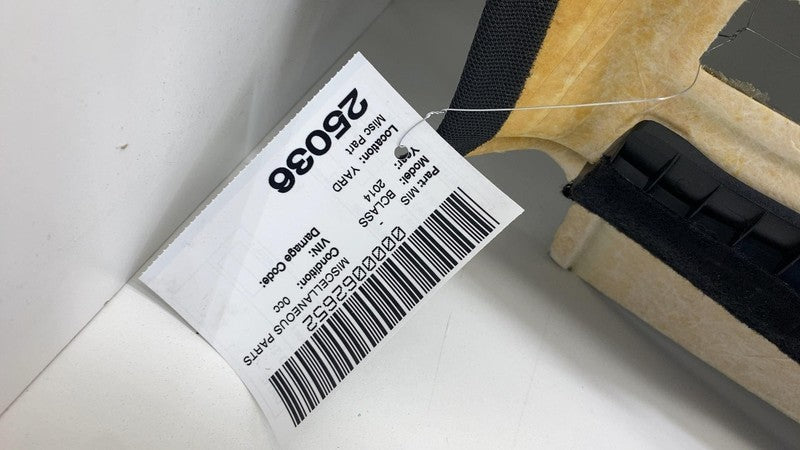 0000062652
Part: MIS - MISCELLANEOUS PARTS
Model: BCLASS
Year: 2014
Condition: 0CC
VIN:
Damage Code:
Location: YARD
Misc Part
25036